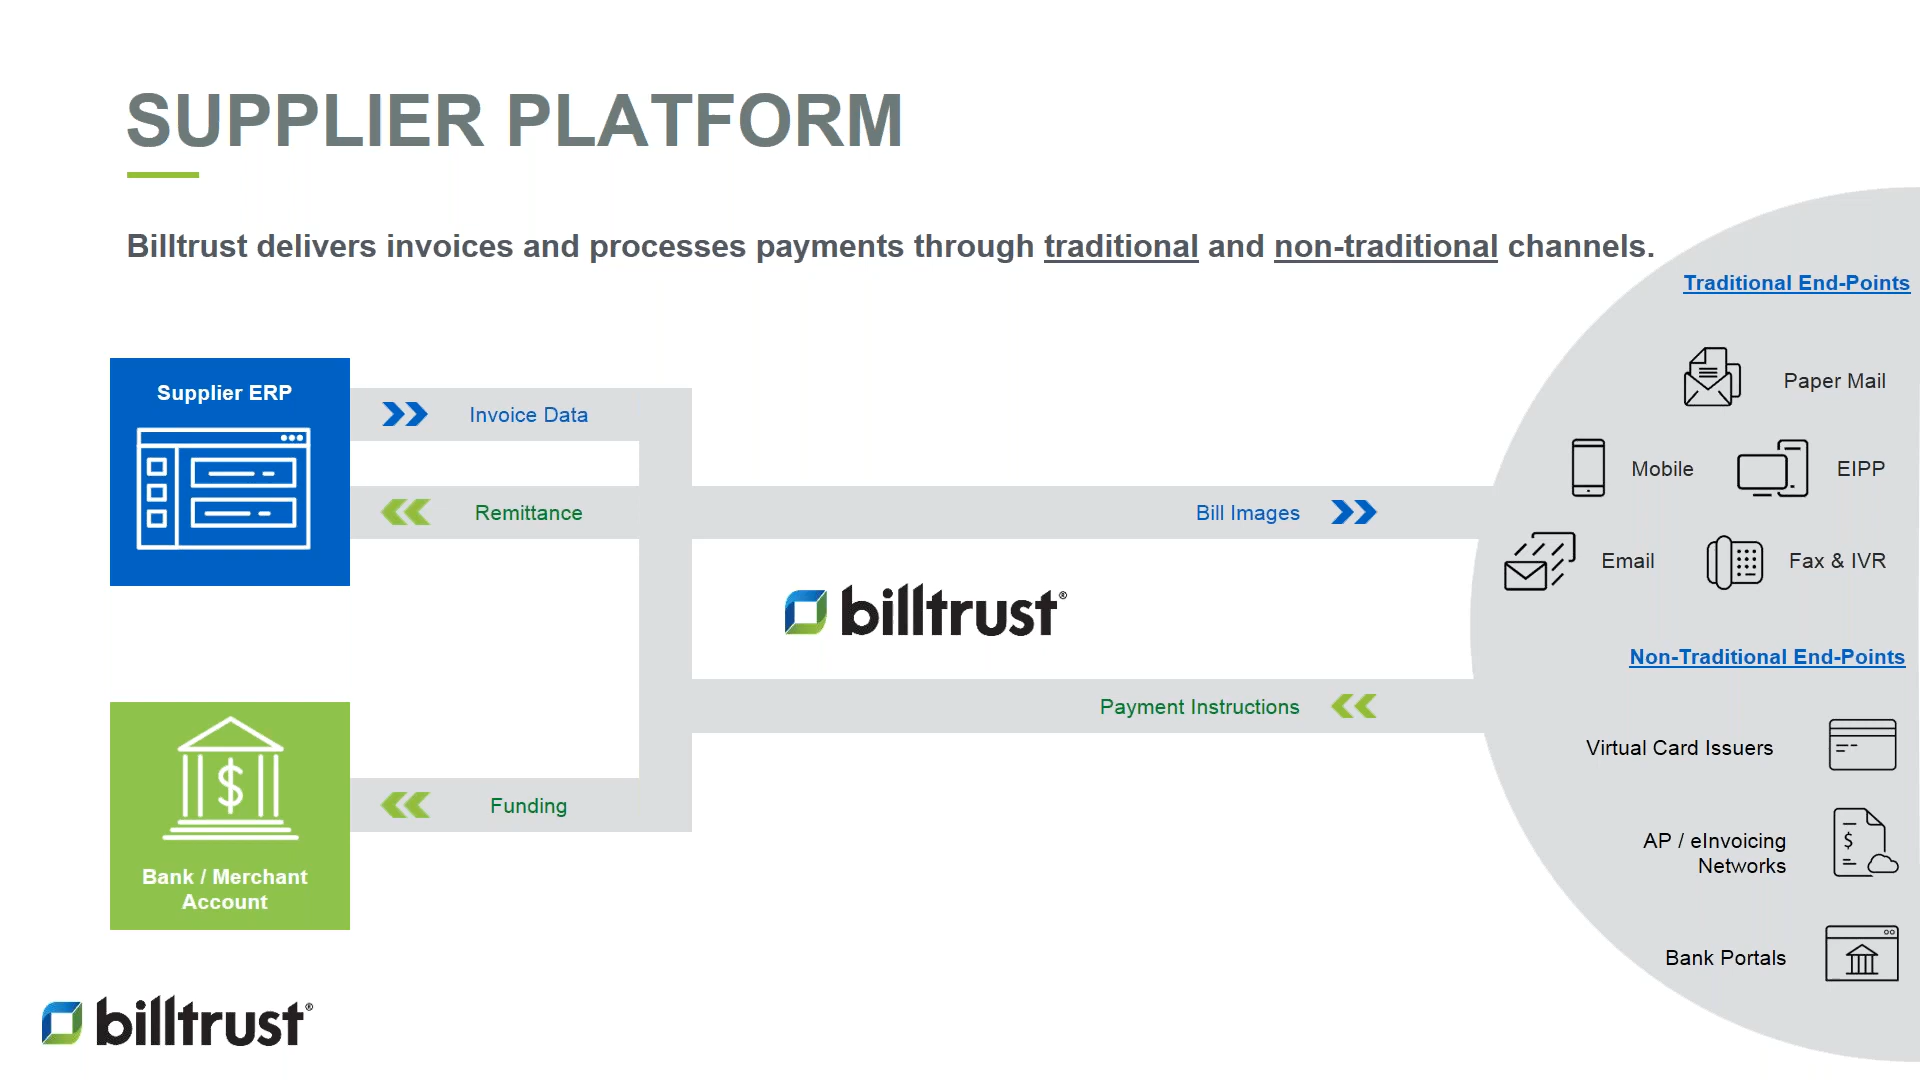 SUPPLIER PLATFORM
Billtrust delivers invoices and processes payments through traditional and non-traditional channels.
Supplier ERP
Invoice Data
Remittance
Bill Images
billtrust®
Payment Instructions
Funding
$
Bank / Merchant
Account
Traditional End-Points
Paper Mail
Mobile
EIPP
Email
Fax & IVR
Non-Traditional End-Points
Virtual Card Issuers
AP / eInvoicing
Networks
$
Bank Portals
billtrust®